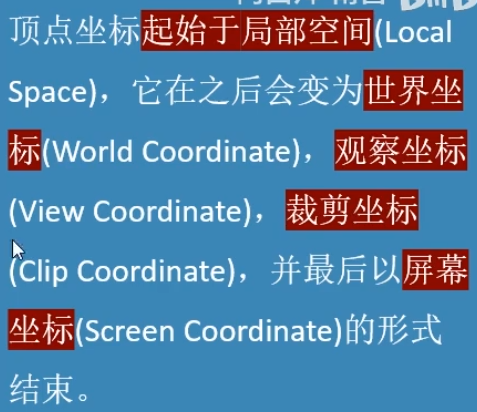 顶点坐标起始于局部空间(Local
Space)，它在之后会变为世界坐
标(World Coordinate)，观察坐标
(View Coordinate)，裁剪坐标
(Clip Coordinate)，并最后以屏幕
坐标(Screen Coordinate)的形式
结束。